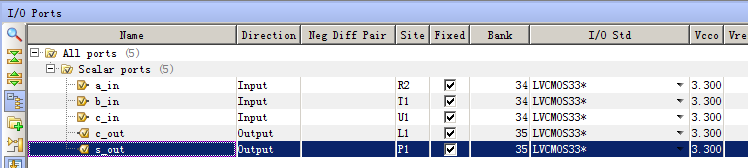 I/O Ports
Name Direction Neg Diff Pair Site Fixed Bank I/O Std Vcco Vre
All ports (5)
Scalar ports (5)
a_in Input R2 34 LVCMOS33* 3.300
b_in Input T1 34 LVCMOS33* 3.300
c_in Input U1 34 LVCMOS33* 3.300
c_out Output L1 35 LVCMOS33* 3.300
s_out Output P1 35 LVCMOS33* 3.300